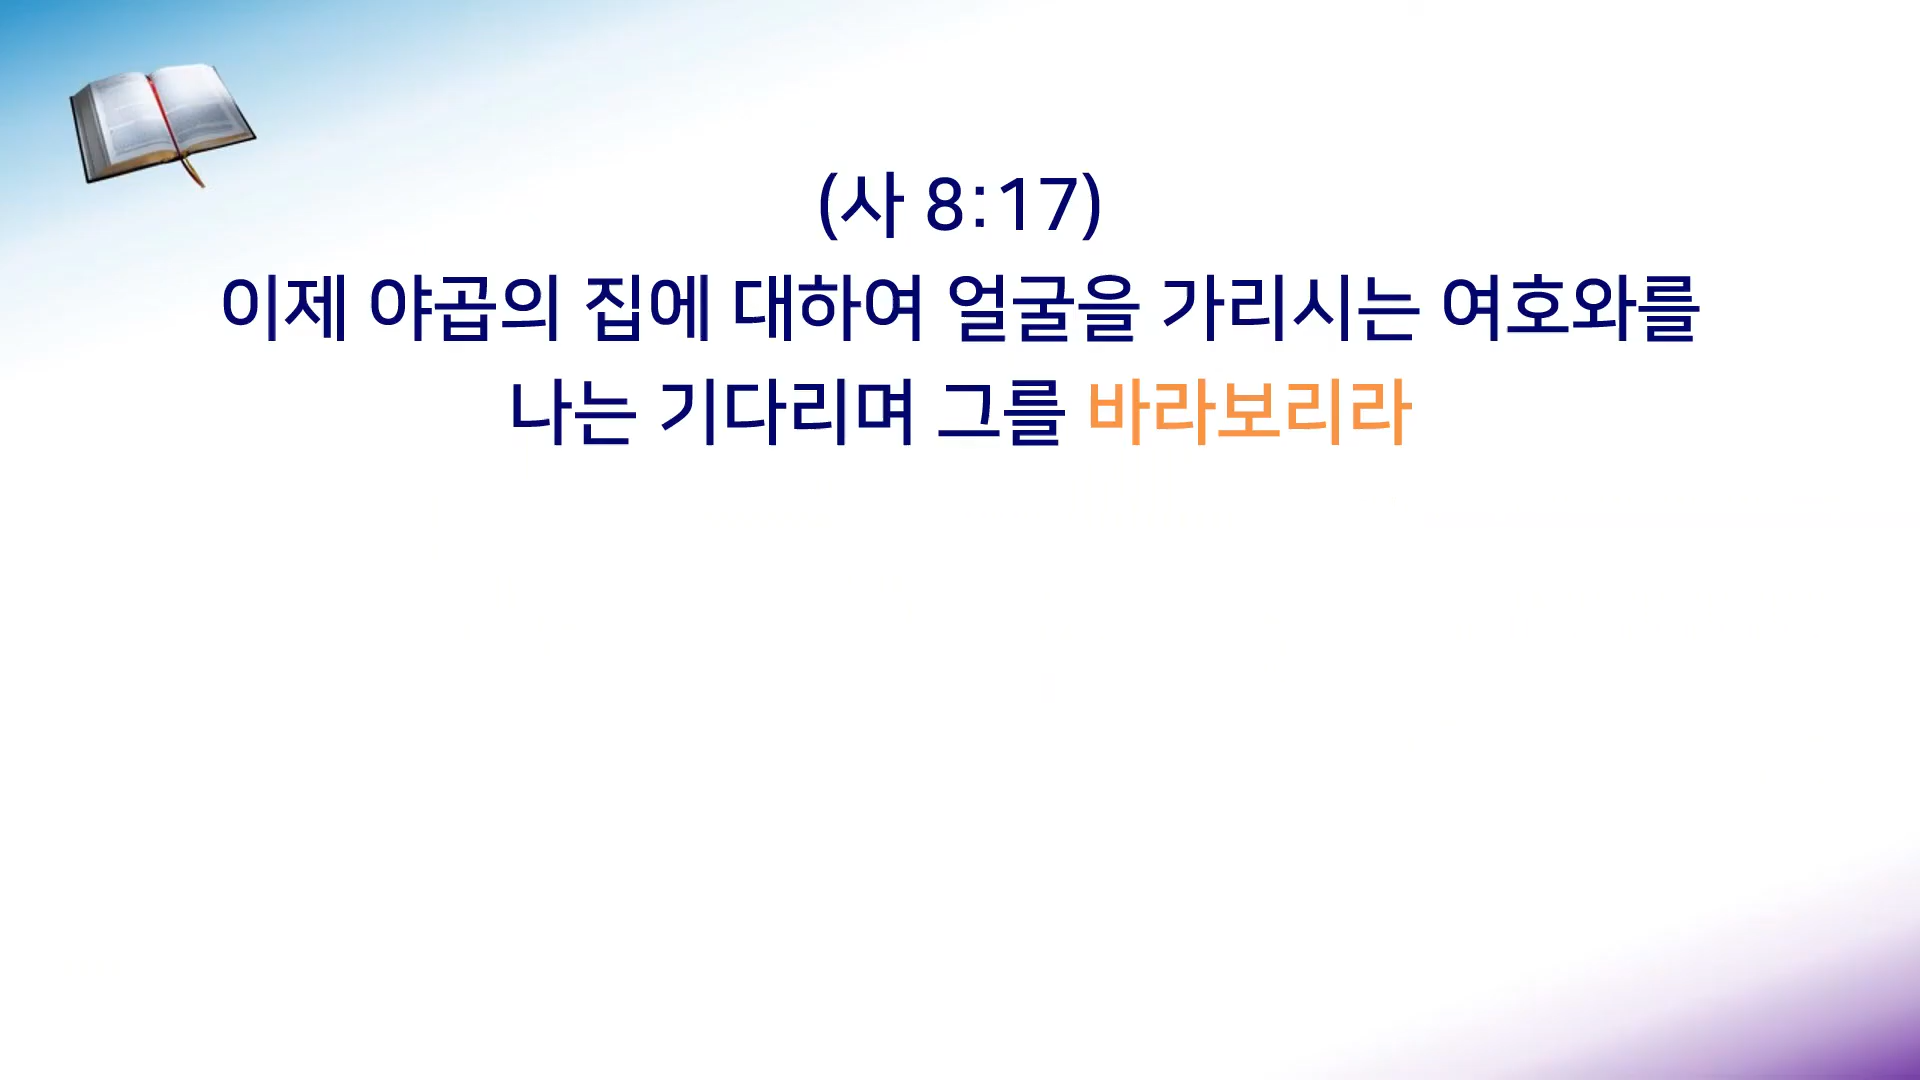 (사 8:17)
이제 야곱의 집에 대하여 얼굴을 가리시는 여호와를
나는 기다리며 그를 바라보리라